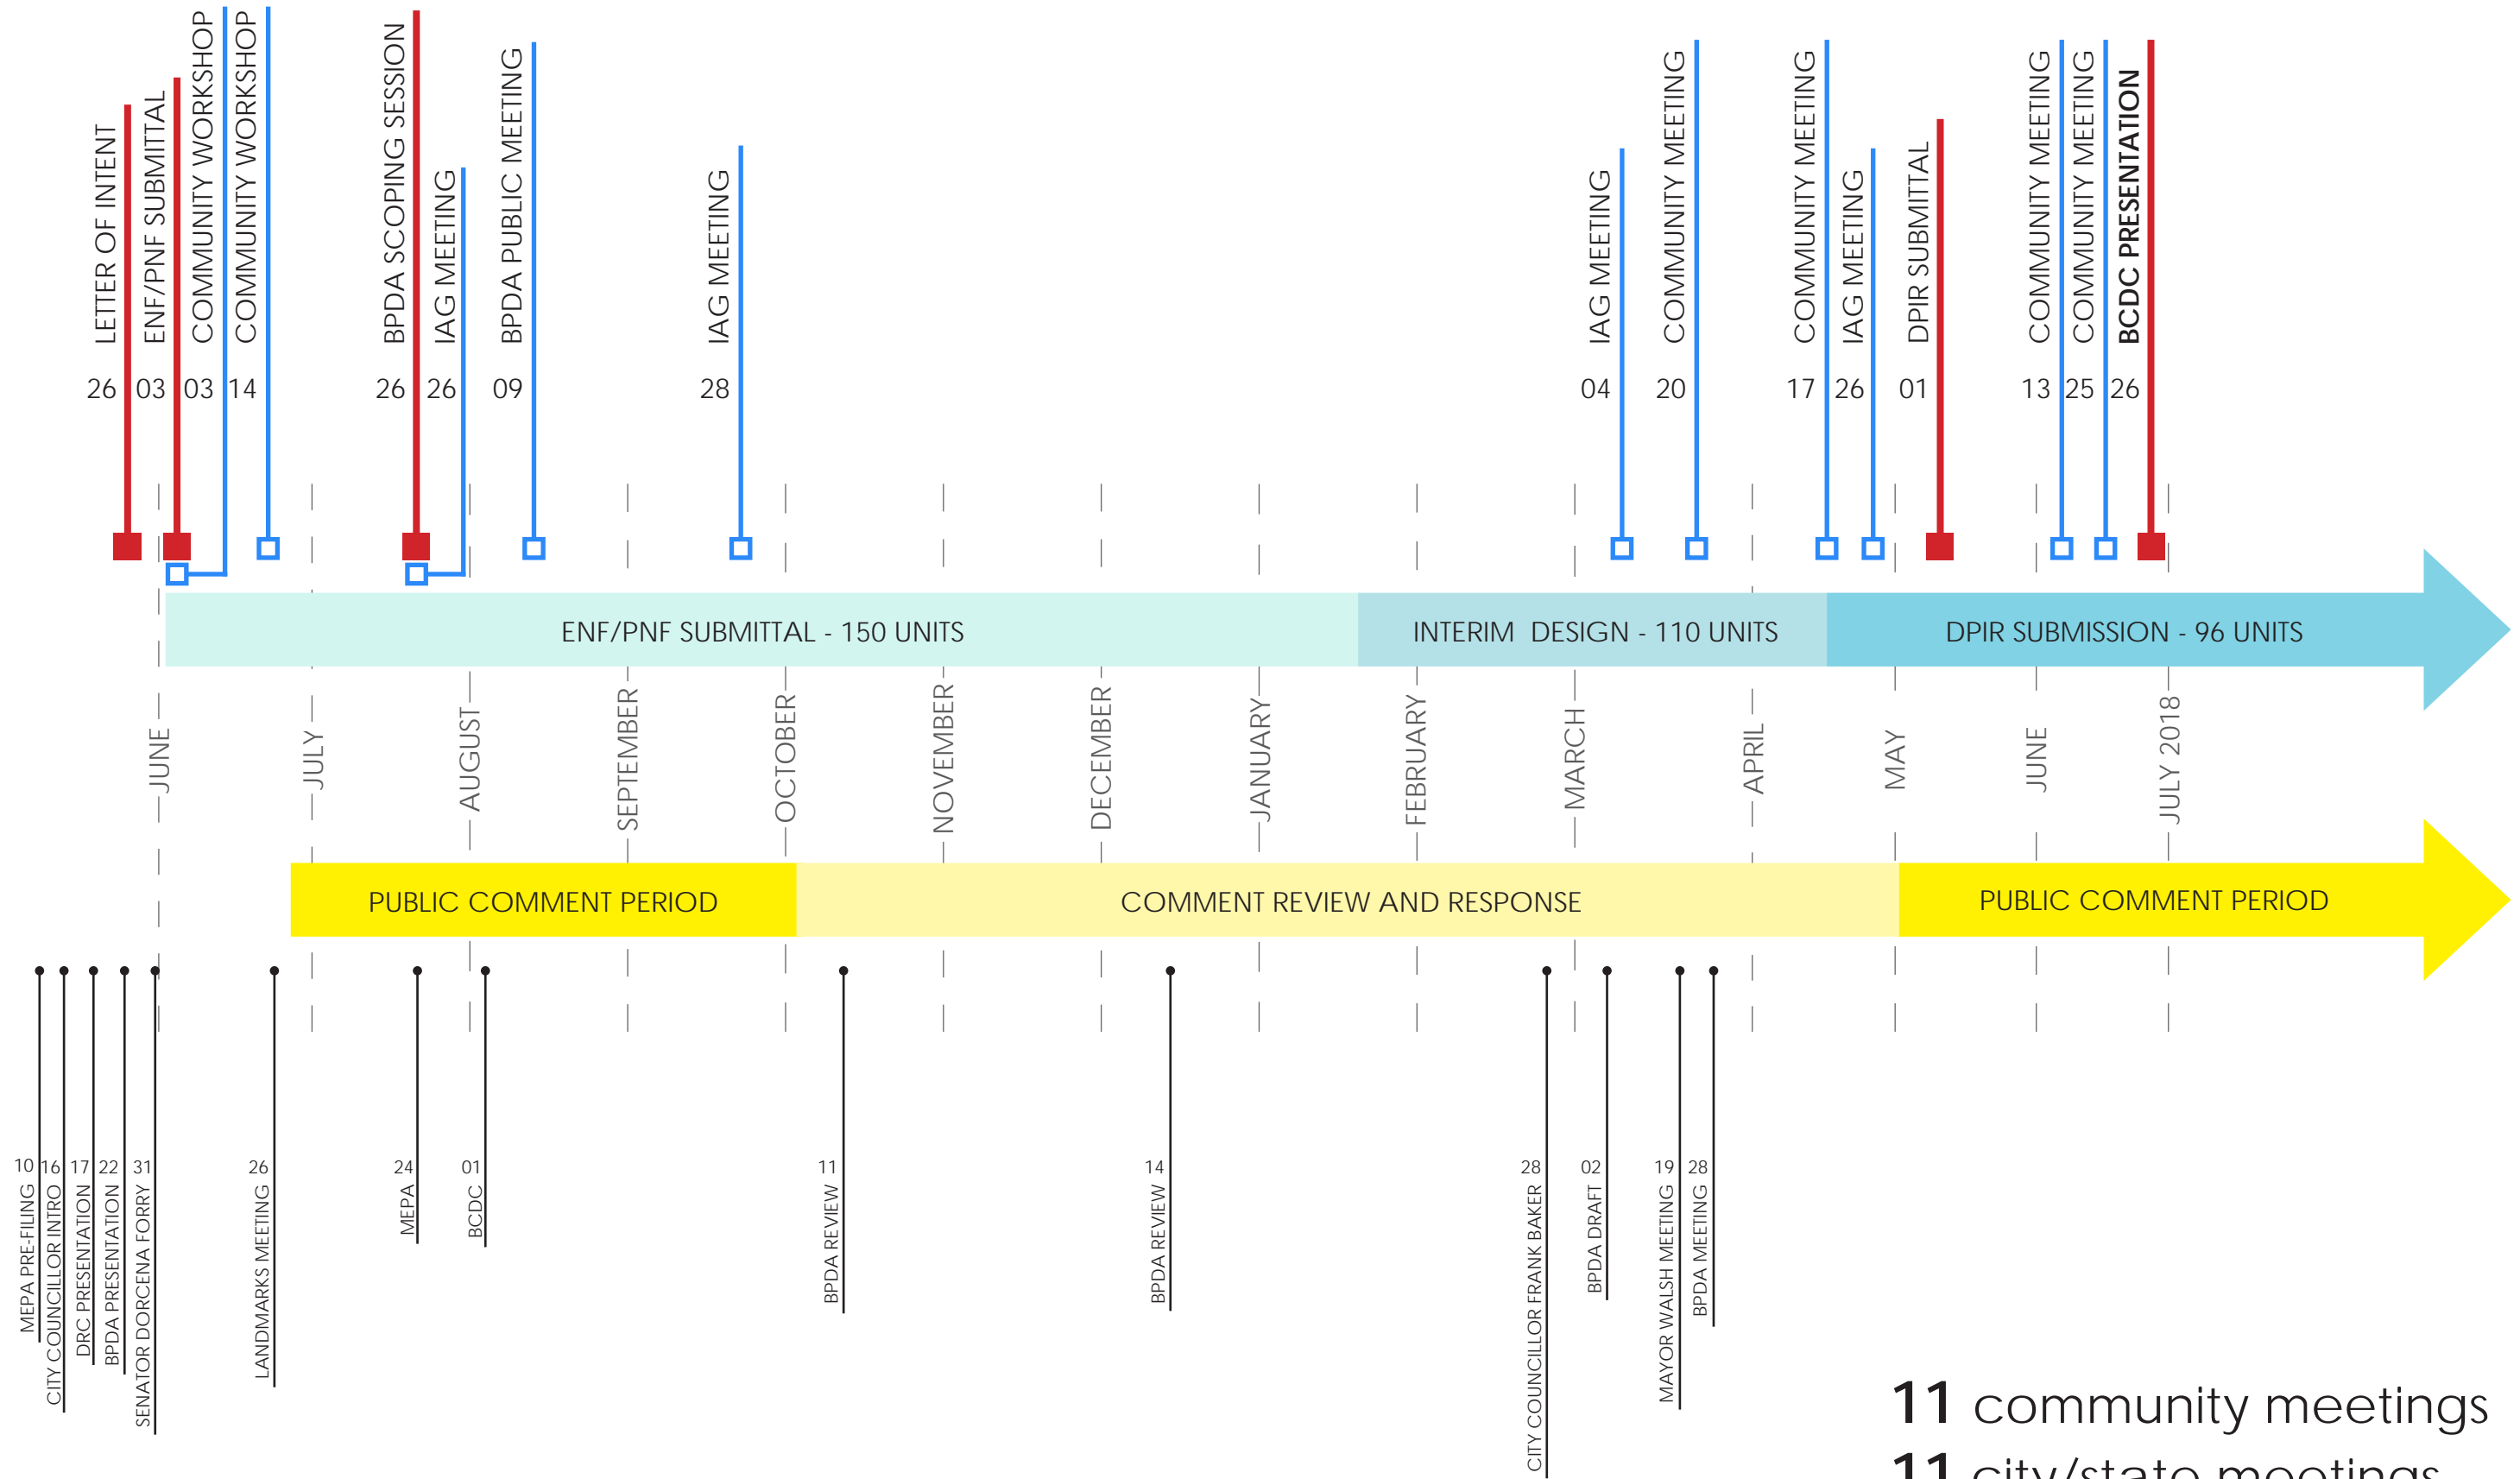 LETTER OF INTENT
26
ENF/PNF SUBMITTAL
03
COMMUNITY WORKSHOP
03
COMMUNITY WORKSHOP
14
BPDA SCOPING SESSION
26
IAG MEETING
26
BPDA PUBLIC MEETING
09
IAG MEETING
28
IAG MEETING
04
COMMUNITY MEETING
20
COMMUNITY MEETING
17
IAG MEETING
26
DPIR SUBMITTAL
01
COMMUNITY MEETING
13
COMMUNITY MEETING
25
BCDC PRESENTATION
26
ENF/PNF SUBMITTAL - 150 UNITS
INTERIM DESIGN - 110 UNITS
DPIR SUBMISSION - 96 UNITS
JUNE
JULY
AUGUST
SEPTEMBER
OCTOBER
NOVEMBER
DECEMBER
JANUARY
FEBRUARY
MARCH
APRIL
MAY
JUNE
JULY 2018
PUBLIC COMMENT PERIOD
COMMENT REVIEW AND RESPONSE
PUBLIC COMMENT PERIOD
MEPA PRE-FILING 10
CITY COUNCILLOR INTRO 16
DRC PRESENTATION 17
BPDA PRESENTATION 22
SENATOR DORCENA FORRY 31
LANDMARKS MEETING 26
MEPA 24
BCDC 01
BPDA REVIEW 11
BPDA REVIEW 14
CITY COUNCILLOR FRANK BAKER 28
BPDA DRAFT 02
MAYOR WALSH MEETING 19
BPDA MEETING 28
11 community meetings
11 city/state meetings